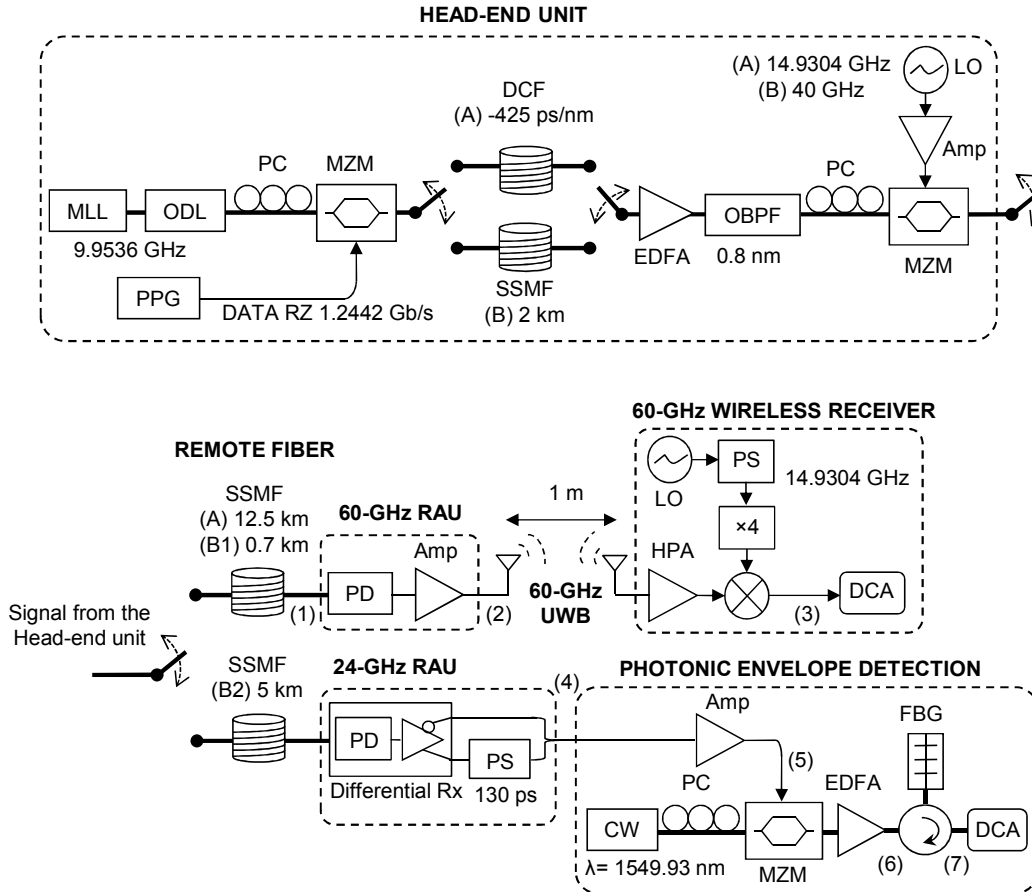 HEAD-END UNIT
(A) 14.9304 GHz
(B) 40 GHz
LO
DCF
(A) -425 ps/nm
Amp
PC
MZM
PC
MLL
ODL
EDFA
OBPF
9.9536 GHz
0.8 nm
MZM
SSMF
(B) 2 km
PPG
DATA RZ 1.2442 Gb/s
60-GHz WIRELESS RECEIVER
REMOTE FIBER
PS
14.9304 GHz
LO
SSMF
(A) 12.5 km
(B1) 0.7 km
60-GHz RAU
1 m
×4
Amp
HPA
PD
60-GHz
UWB
DCA
(1)
(2)
(3)
Signal from the
Head-end unit
SSMF
(B2) 5 km
24-GHz RAU
(4)
PHOTONIC ENVELOPE DETECTION
Amp
FBG
PD
PS
(5)
Differential Rx
130 ps
PC
EDFA
CW
DCA
λ= 1549.93 nm
MZM
(6)
(7)